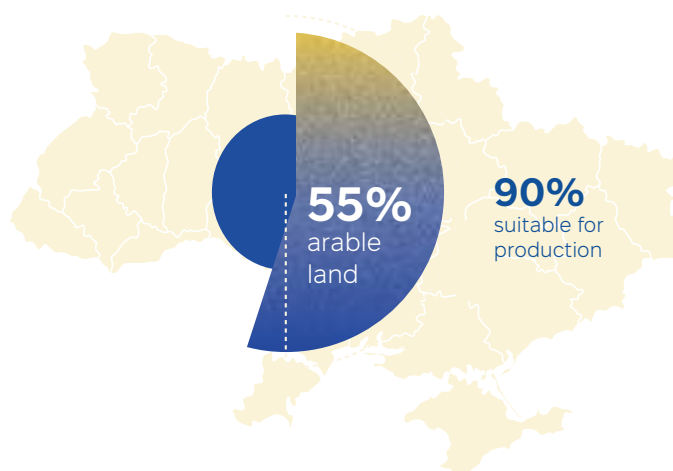 55%
arable
land
90%
suitable for
production